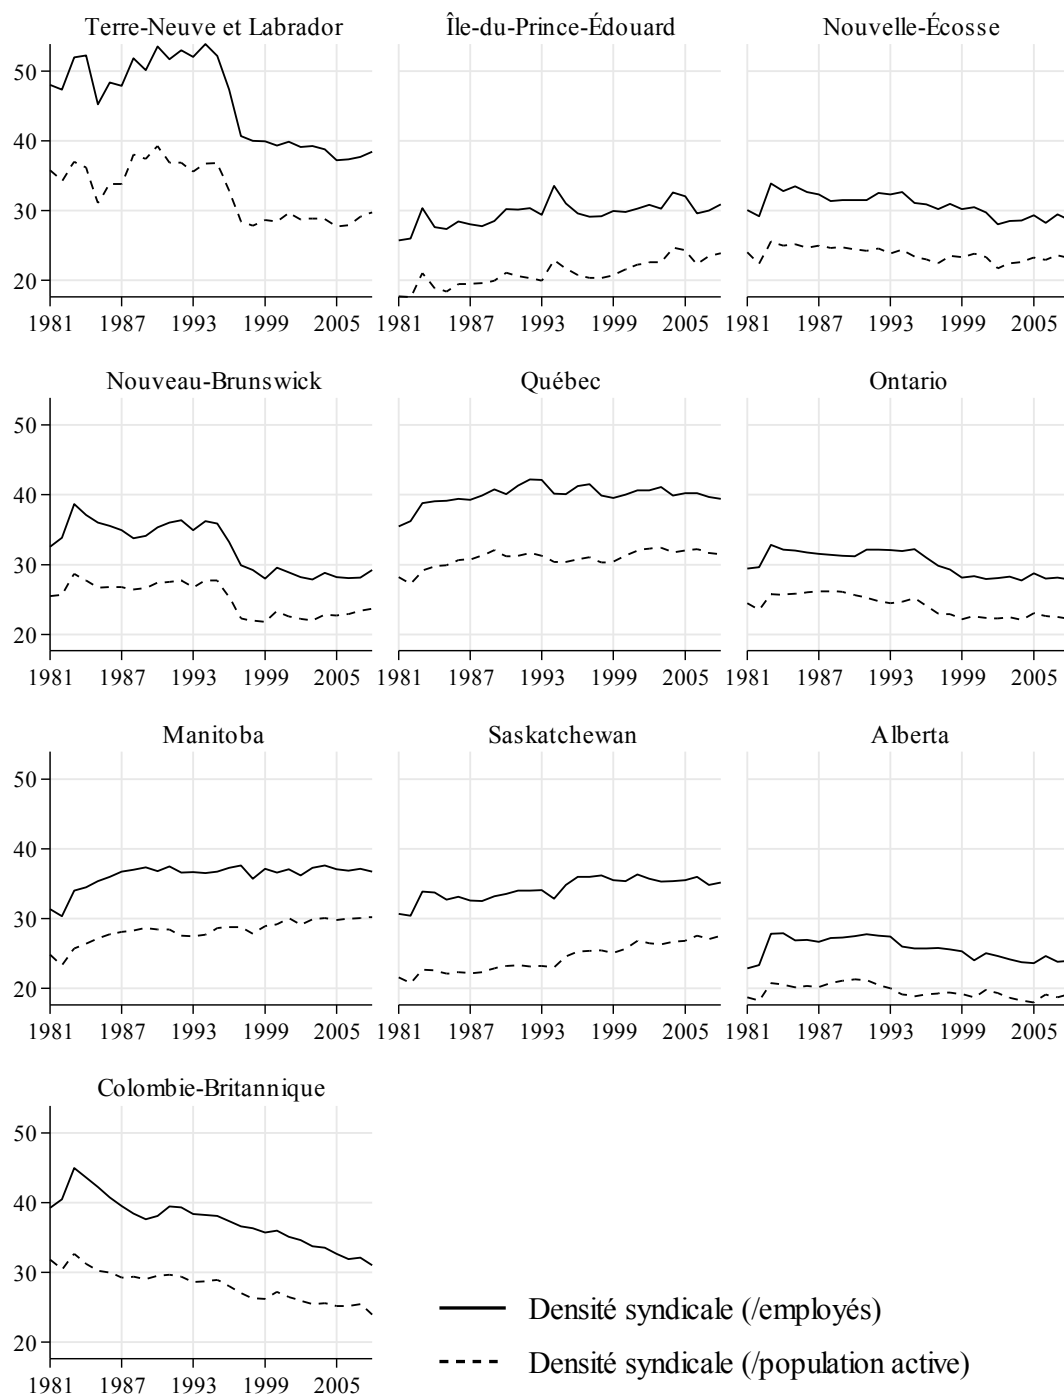 Terre-Neuve et Labrador Île-du-Prince-Édouard Nouvelle-Écosse
50
40
30
20
1981 1987 1993 1999 2005 1981 1987 1993 1999 2005 1981 1987 1993 1999 2005
Nouveau-Brunswick Québec Ontario
50
40
30
20
1981 1987 1993 1999 2005 1981 1987 1993 1999 2005 1981 1987 1993 1999 2005
Manitoba Saskatchewan Alberta
50
40
30
20
1981 1987 1993 1999 2005 1981 1987 1993 1999 2005 1981 1987 1993 1999 2005
Colombie-Britannique
50
40
30
20
1981 1987 1993 1999 2005
Densité syndicale (/employés)
Densité syndicale (/population active)